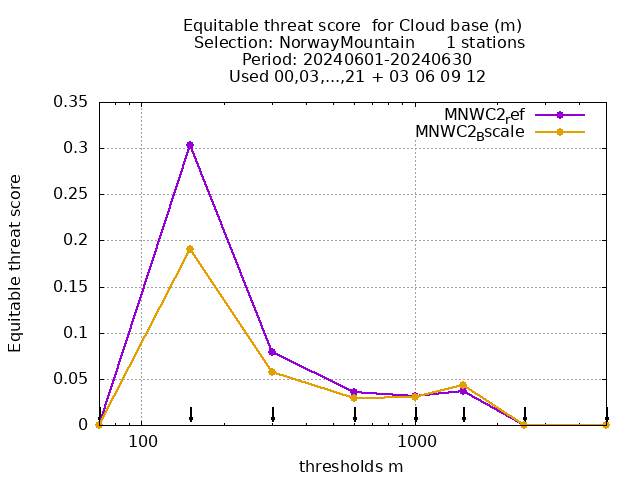 Equitable threat score  for Cloud base (m)
Selection: NorwayMountain      1 stations
Period: 20240601-20240630
Used 00,03,...,21 + 03 06 09 12
MNWC2_ref
MNWC2_Bscale
Equitable threat score
0.35
0.3
0.25
0.2
0.15
0.1
0.05
0
100
1000
thresholds m